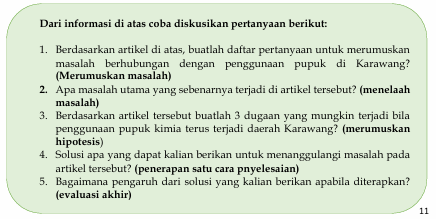 Dari informasi di atas coba diskusikan pertanyaan berikut:
1. Berdasarkan artikel di atas, buatlah daftar pertanyaan untuk merumuskan
masalah berhubungan dengan penggunaan pupuk di Karawang?
(Merumuskan masalah)
2. Apa masalah utama yang sebenarnya terjadi di artikel tersebut? (menelaah
masalah)
3. Berdasarkan artikel tersebut buatlah 3 dugaan yang mungkin terjadi bila
penggunaan pupuk kimia terus terjadi daerah Karawang? (merumuskan
hipotesis)
4. Solusi apa yang dapat kalian berikan untuk menanggulangi masalah pada
artikel tersebut? (penerapan satu cara pnyelesaian)
5. Bagaimana pengaruh dari solusi yang kalian berikan apabila diterapkan?
(evaluasi akhir)
11